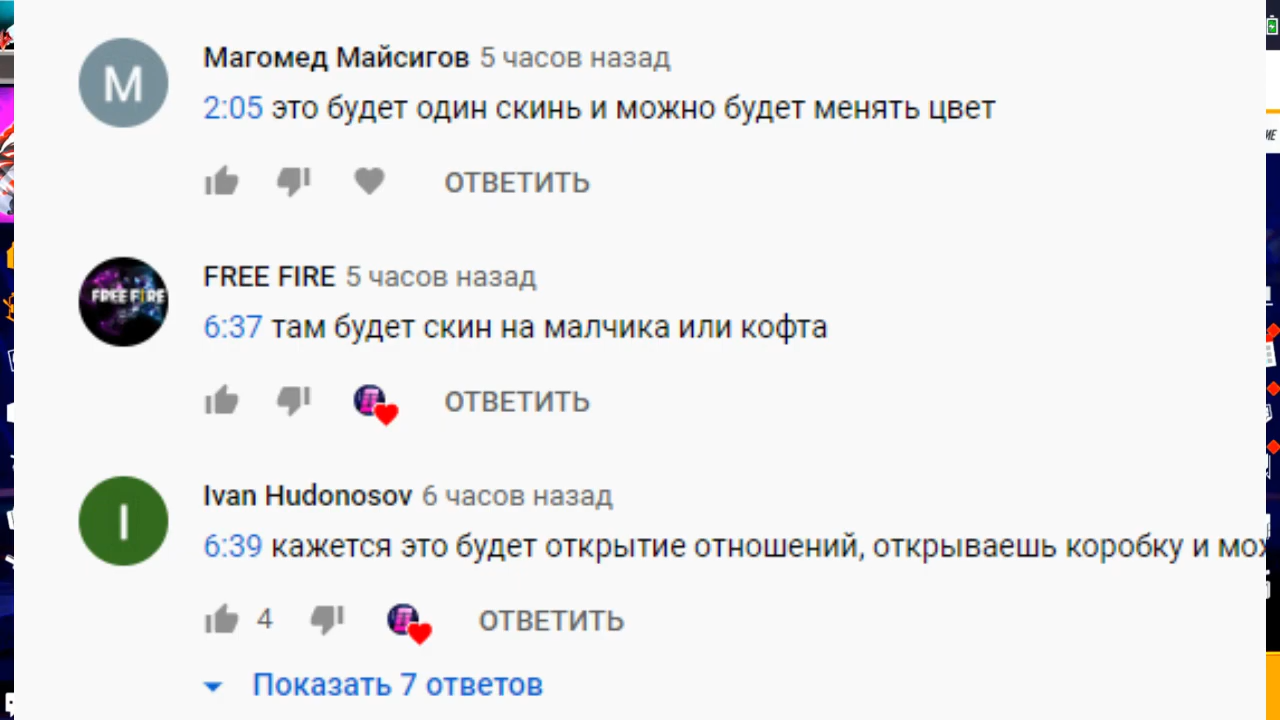 M
Магомед Майсигов 5 часов назад
2:05 это будет один скинь и можно будет менять цвет
ОТВЕТИТЬ
FREE FIRE
FREE FIRE 5 часов назад
6:37 там будет скин на малчика или кофта
ОТВЕТИТЬ
I
Ivan Hudonosov 6 часов назад
6:39 кажется это будет открытие отношений, открываешь коробку и
4 ОТВЕТИТЬ
Показать 7 ответов